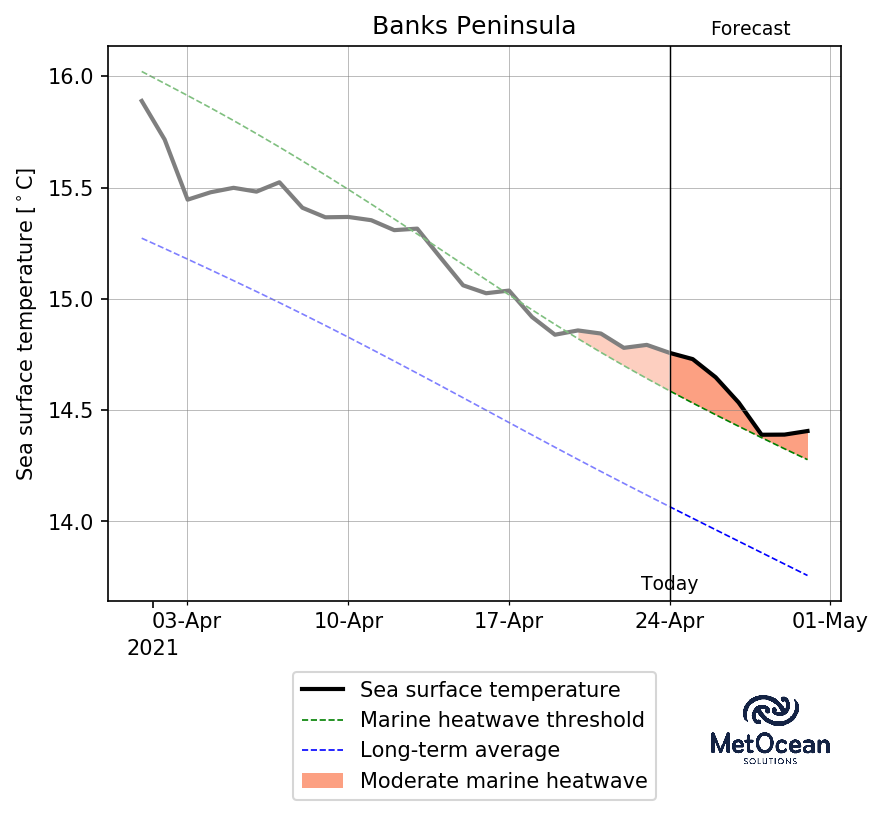 Banks Peninsula
Forecast
Sea surface temperature [°C]
16.0
15.5
15.0
14.5
14.0
Today
03-Apr 10-Apr 17-Apr 24-Apr 01-May
2021
Sea surface temperature
Marine heatwave threshold
Long-term average
Moderate marine heatwave
MetOcean
SOLUTIONS